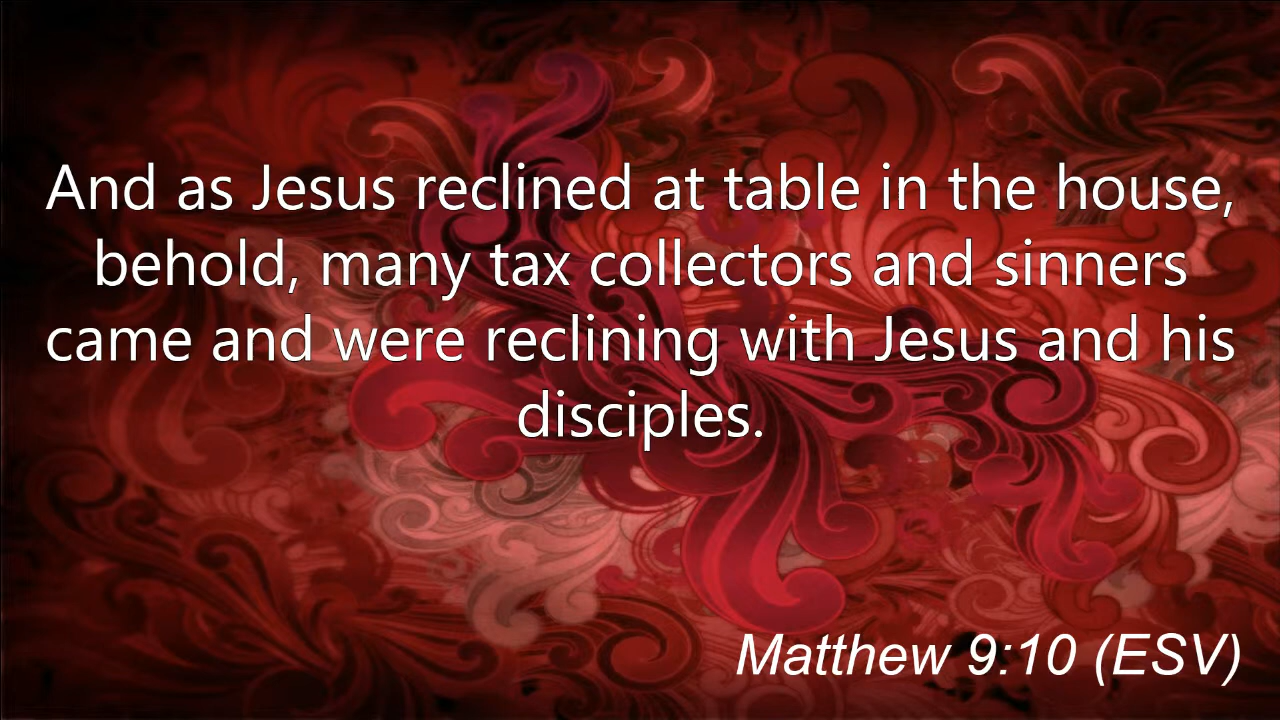 And as Jesus reclined at table in the house,
behold, many tax collectors and sinners
came and were reclining with Jesus and his
disciples.
Matthew 9:10 (ESV)